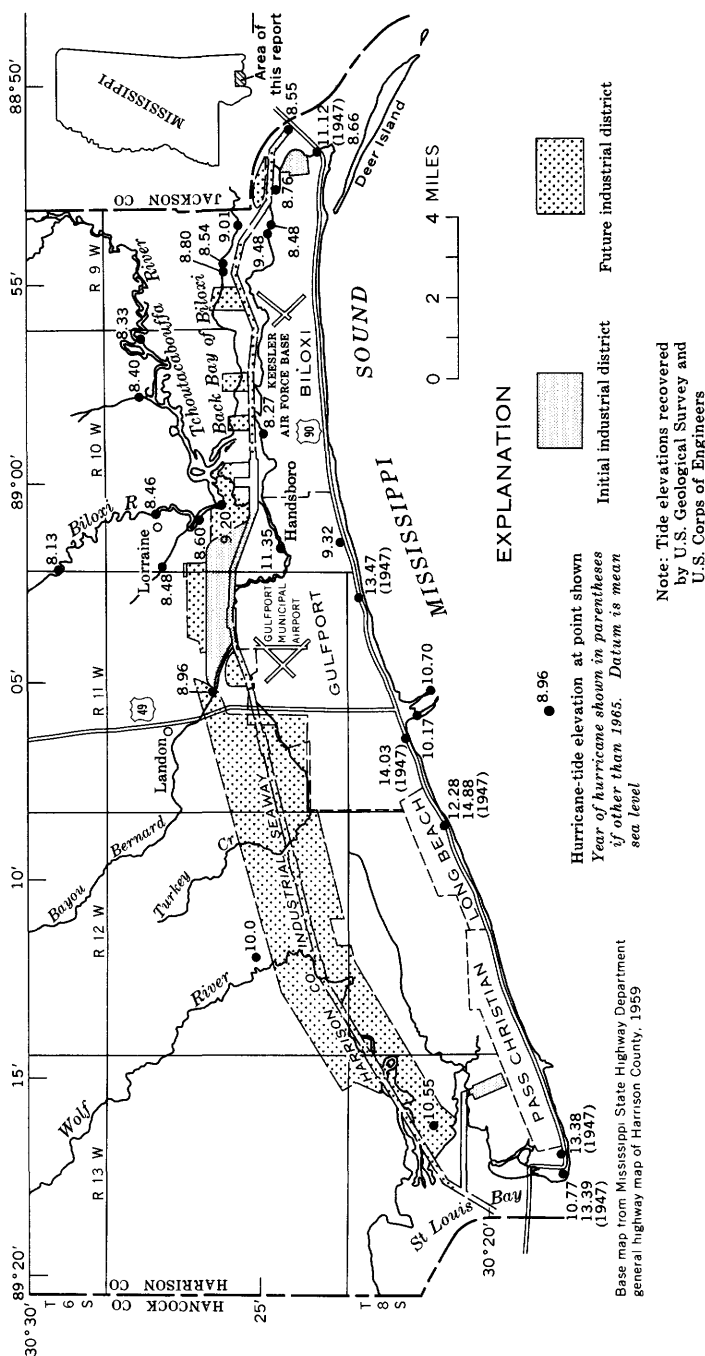 30°30'
89°20'
15'
10'
05'
89°00'
55'
88°50'
HANCOCK CO
HARRISON CO
T 6 S
R 13 W
R 12 W
R 11 W
R 10 W
R 9 W
JACKSON CO
MISSISSIPPI
Area of
this report
Wolf
River
Bayou
Bernard
Turkey
Cr
Landon
49
Biloxi R
Lorraine
Tchoutacabouffa
River
Back Bay of Biloxi
8.13
8.46
8.48
8.60
9.20
8.40
8.33
8.80
8.54
9.01
9.48
8.48
8.76
8.55
11.12
(1947)
8.66
8.96
10.0
25'
HARRISON CO
INDUSTRIAL SEAWAY
GULFPORT
MUNICIPAL
AIRPORT
11.35
Handsboro
8.27
KEESLER
AIR FORCE BASE
BILOXI
90
GULFPORT
T 8 S
10.55
St Louis Bay
30°20'
PASS CHRISTIAN
LONG BEACH
10.77
13.39
(1947)
13.38
(1947)
12.28
14.88
(1947)
14.03
(1947)
10.17
10.70
13.47
(1947)
9.32
MISSISSIPPI
SOUND
Deer Island
0 2 4 MILES
EXPLANATION
8.96
Hurricane-tide elevation at point shown
Year of hurricane shown in parentheses
if other than 1965. Datum is mean
sea level
Initial industrial district
Future industrial district
Note: Tide elevations recovered
by U.S. Geological Survey and
U.S. Corps of Engineers
Base map from Mississippi State Highway Department
general highway map of Harrison County, 1959